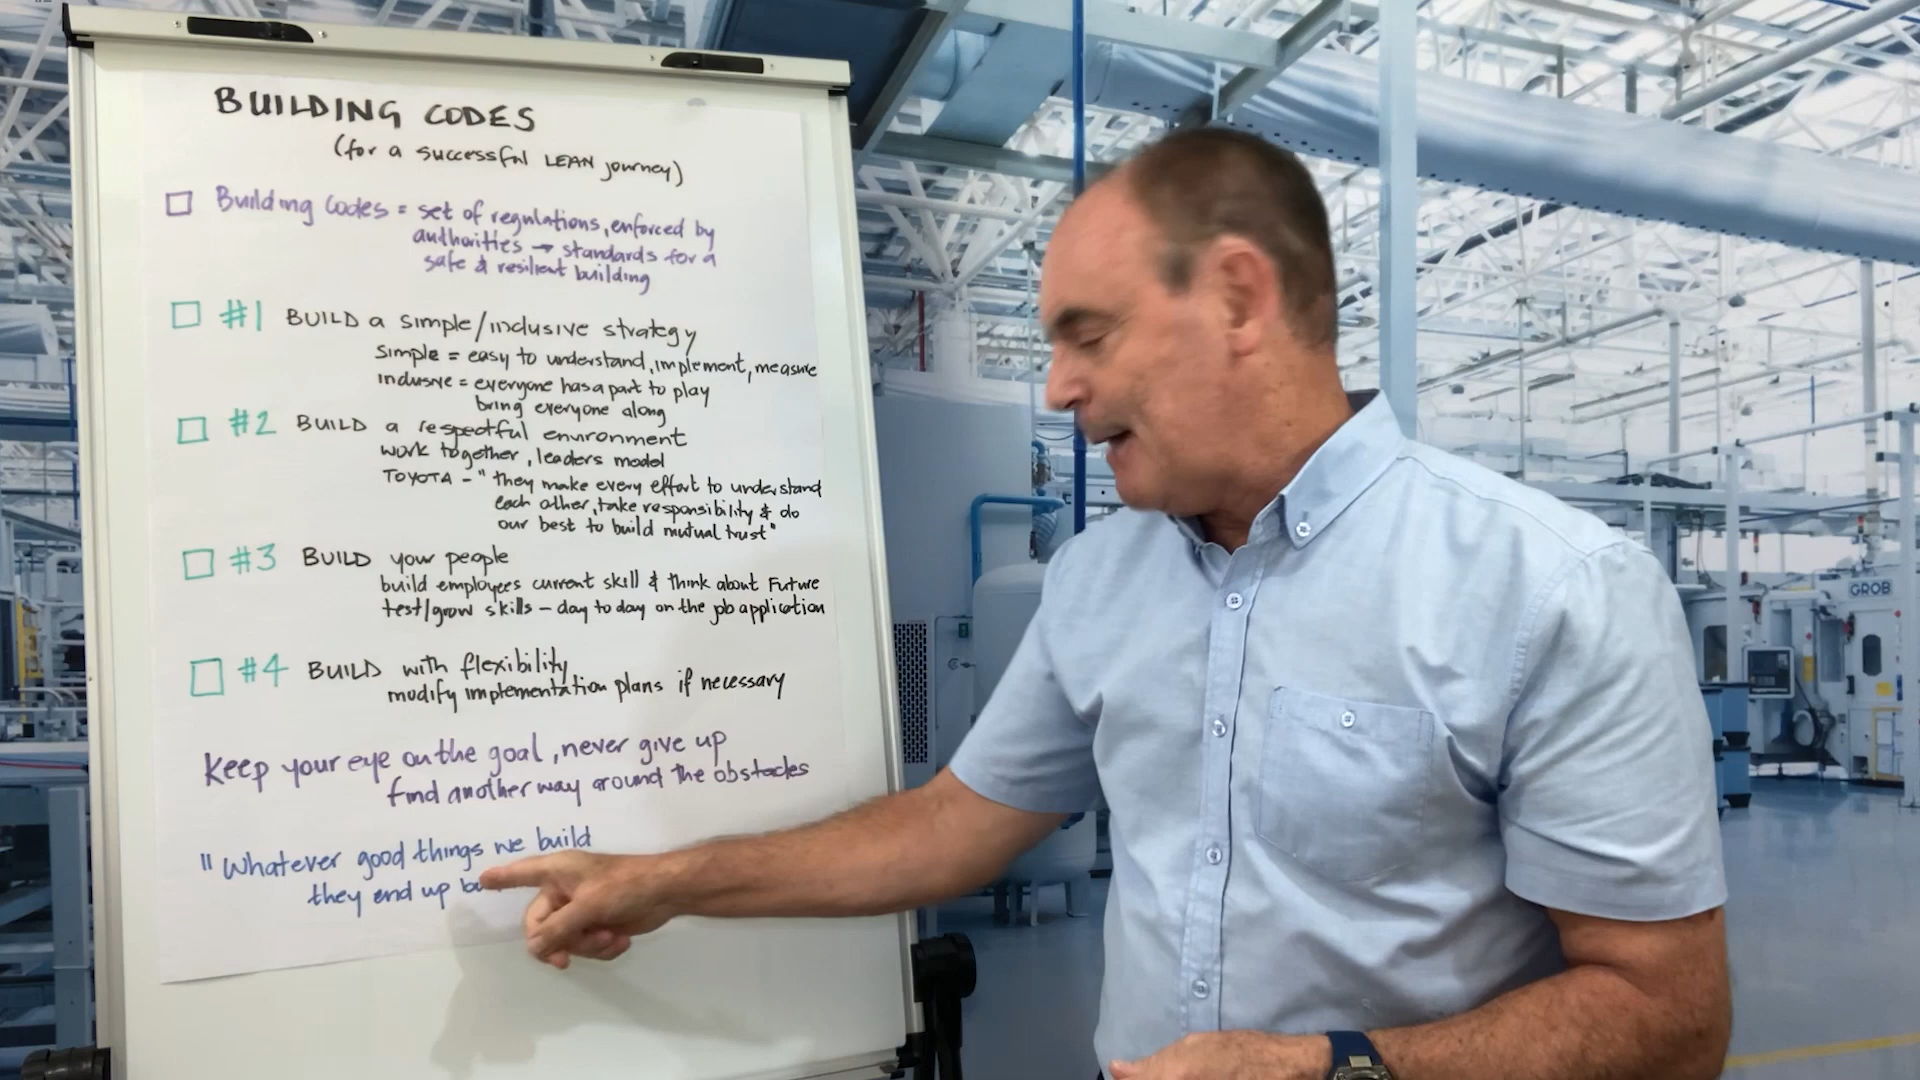 BUILDING CODES
(for a successful LEAN journey)
Building Codes = set of regulations, enforced by
authorities → standards for a
safe & resilient building
#1 BUILD a simple/inclusive strategy
simple = easy to understand, implement, measure
inclusive = everyone has a part to play
bring everyone along
#2 BUILD a respectful environment
work together, leaders model
TOYOTA - "they make every effort to understand
each other, take responsibility & do
our best to build mutual trust"
#3 BUILD your people
build employees current skill & think about Future
test/grow skills - day to day on the job application
#4 BUILD with flexibility
modify implementation plans if necessary
Keep your eye on the goal, never give up
find another way around the obstacles
"Whatever good things we build
they end up
GROB